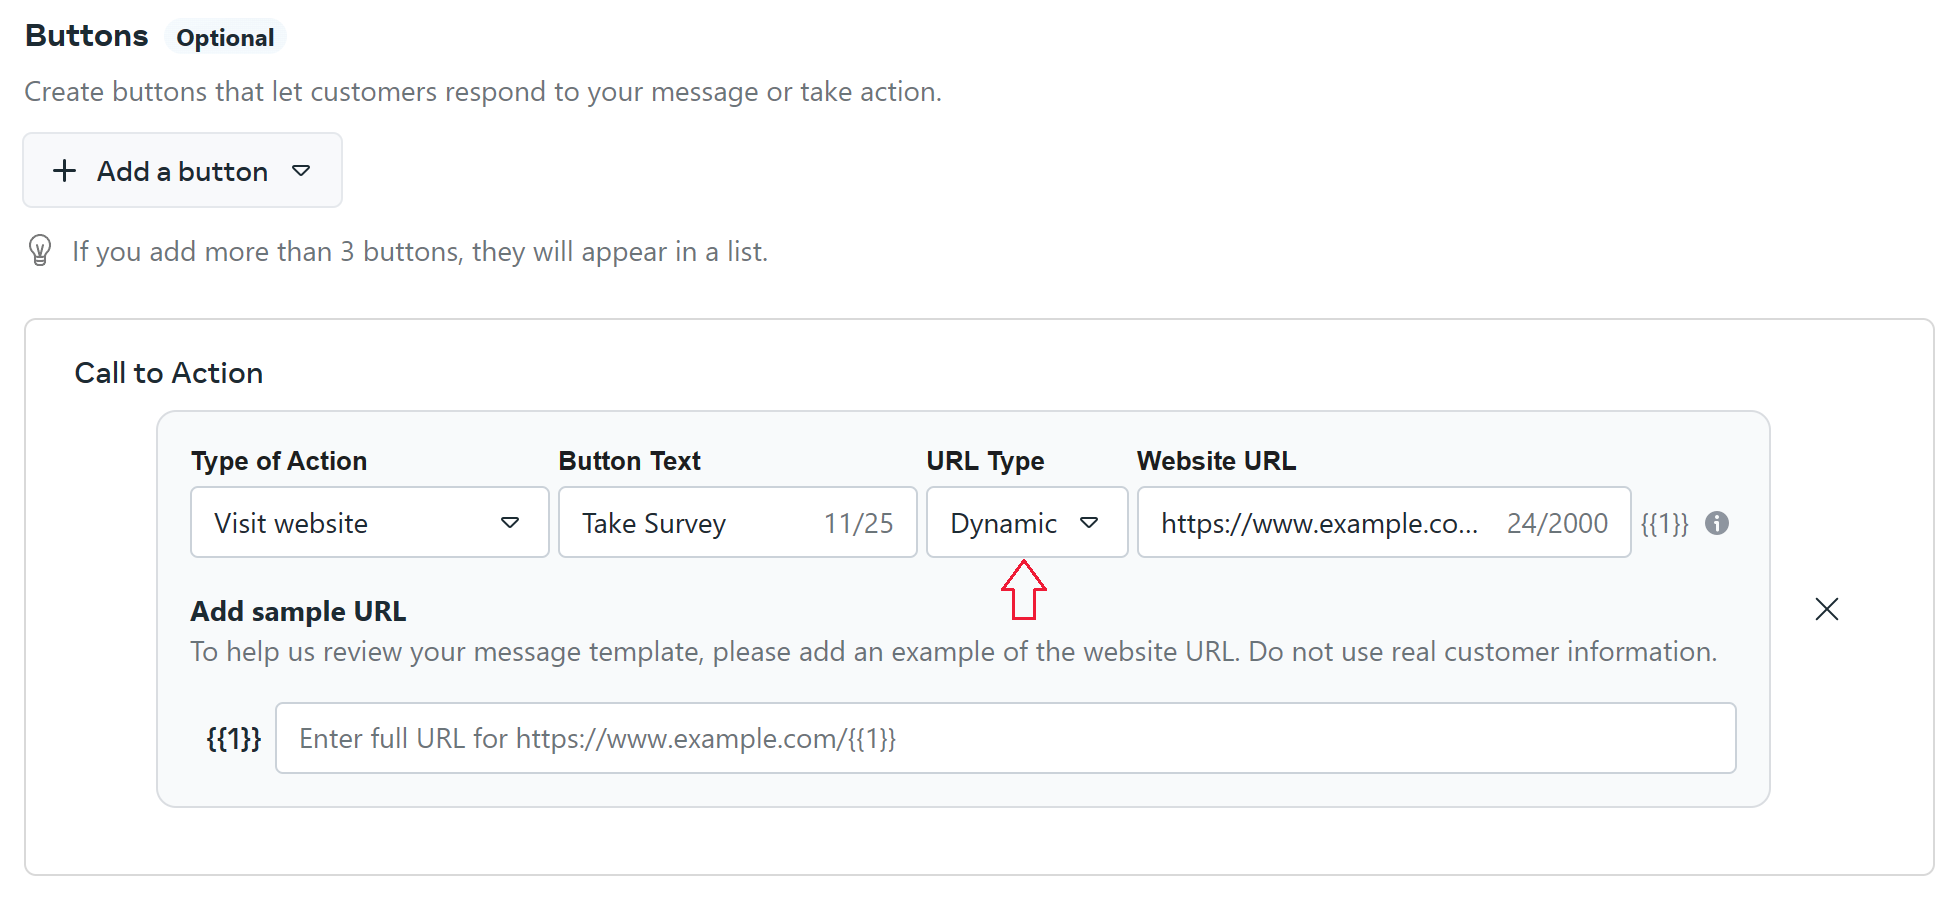 Buttons Optional
Create buttons that let customers respond to your message or take action.
Add a button
If you add more than 3 buttons, they will appear in a list.
Call to Action
Type of Action Button Text URL Type Website URL
Visit website Take Survey 11/25 Dynamic https://www.example.co... 24/2000 {{1}}
Add sample URL
To help us review your message template, please add an example of the website URL. Do not use real customer information.
{{1}} Enter full URL for https://www.example.com/{{1}}